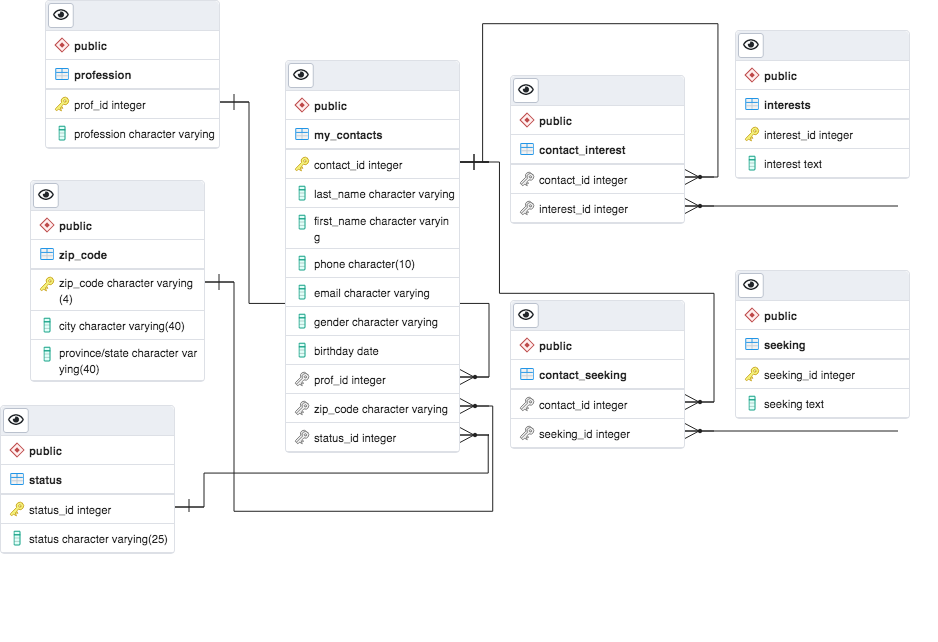 public
profession
prof_id integer
profession character varying
public
zip_code
zip_code character varying
(4)
city character varying(40)
province/state character var
ying(40)
public
status
status_id integer
status character varying(25)
public
my_contacts
contact_id integer
last_name character varying
first_name character varyin
g
phone character(10)
email character varying
gender character varying
birthday date
prof_id integer
zip_code character varying
status_id integer
public
contact_interest
contact_id integer
interest_id integer
public
contact_seeking
contact_id integer
seeking_id integer
public
interests
interest_id integer
interest text
public
seeking
seeking_id integer
seeking text